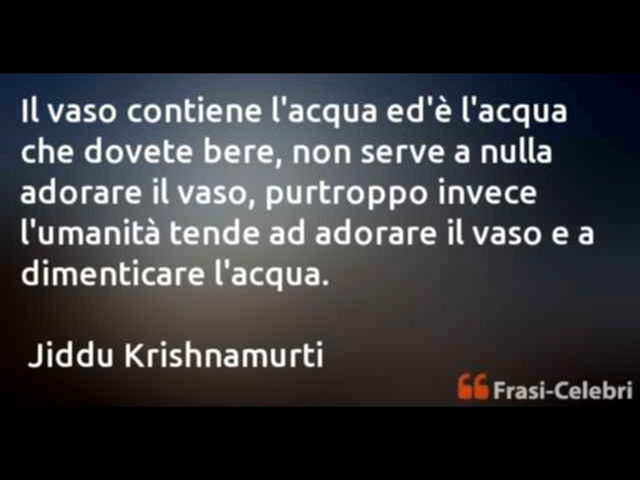 Il vaso contiene l'acqua ed'è l'acqua
che dovete bere, non serve a nulla
adorare il vaso, purtroppo invece
l'umanità tende ad adorare il vaso e a
dimenticare l'acqua.
Jiddu Krishnamurti
Frasi-Celebri